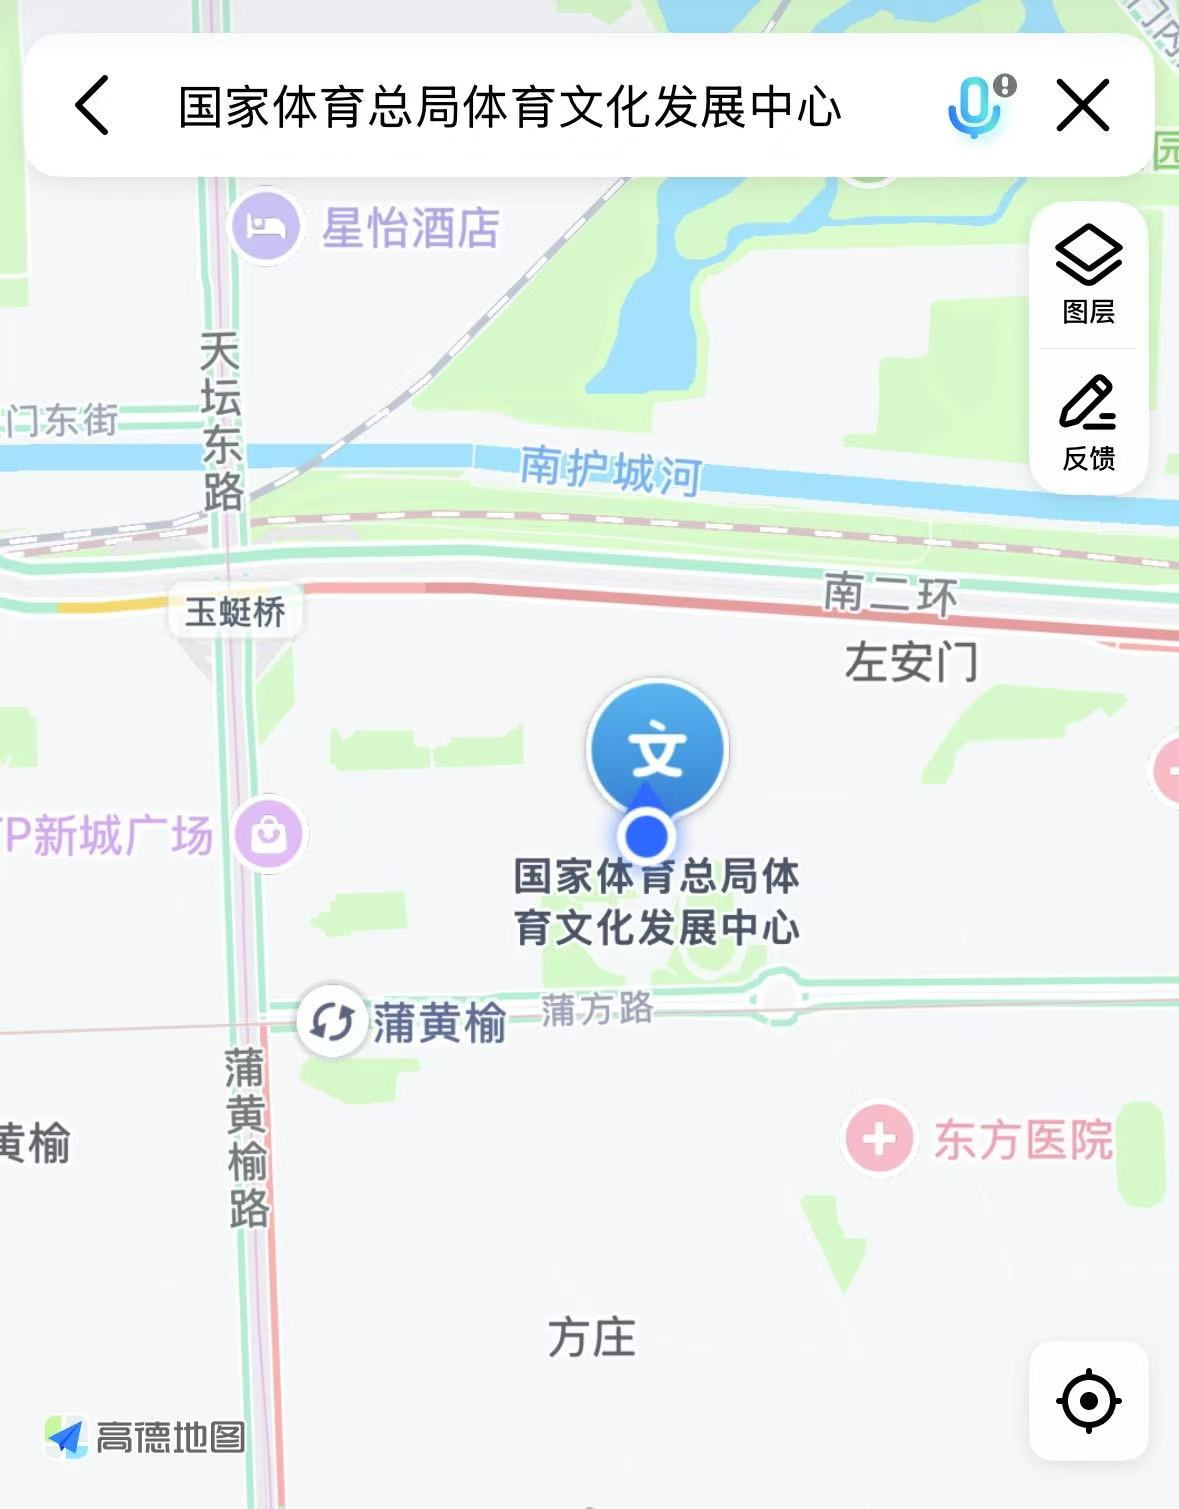 国家体育总局体育文化发展中心
星怡酒店
图层
反馈
天坛东路
门东街
南护城河
南二环
玉蜓桥
左安门
文
P新城广场
国家体育总局体
育文化发展中心
蒲方路
蒲黄榆
蒲黄榆路
东方医院
黄榆
方庄
高德地图